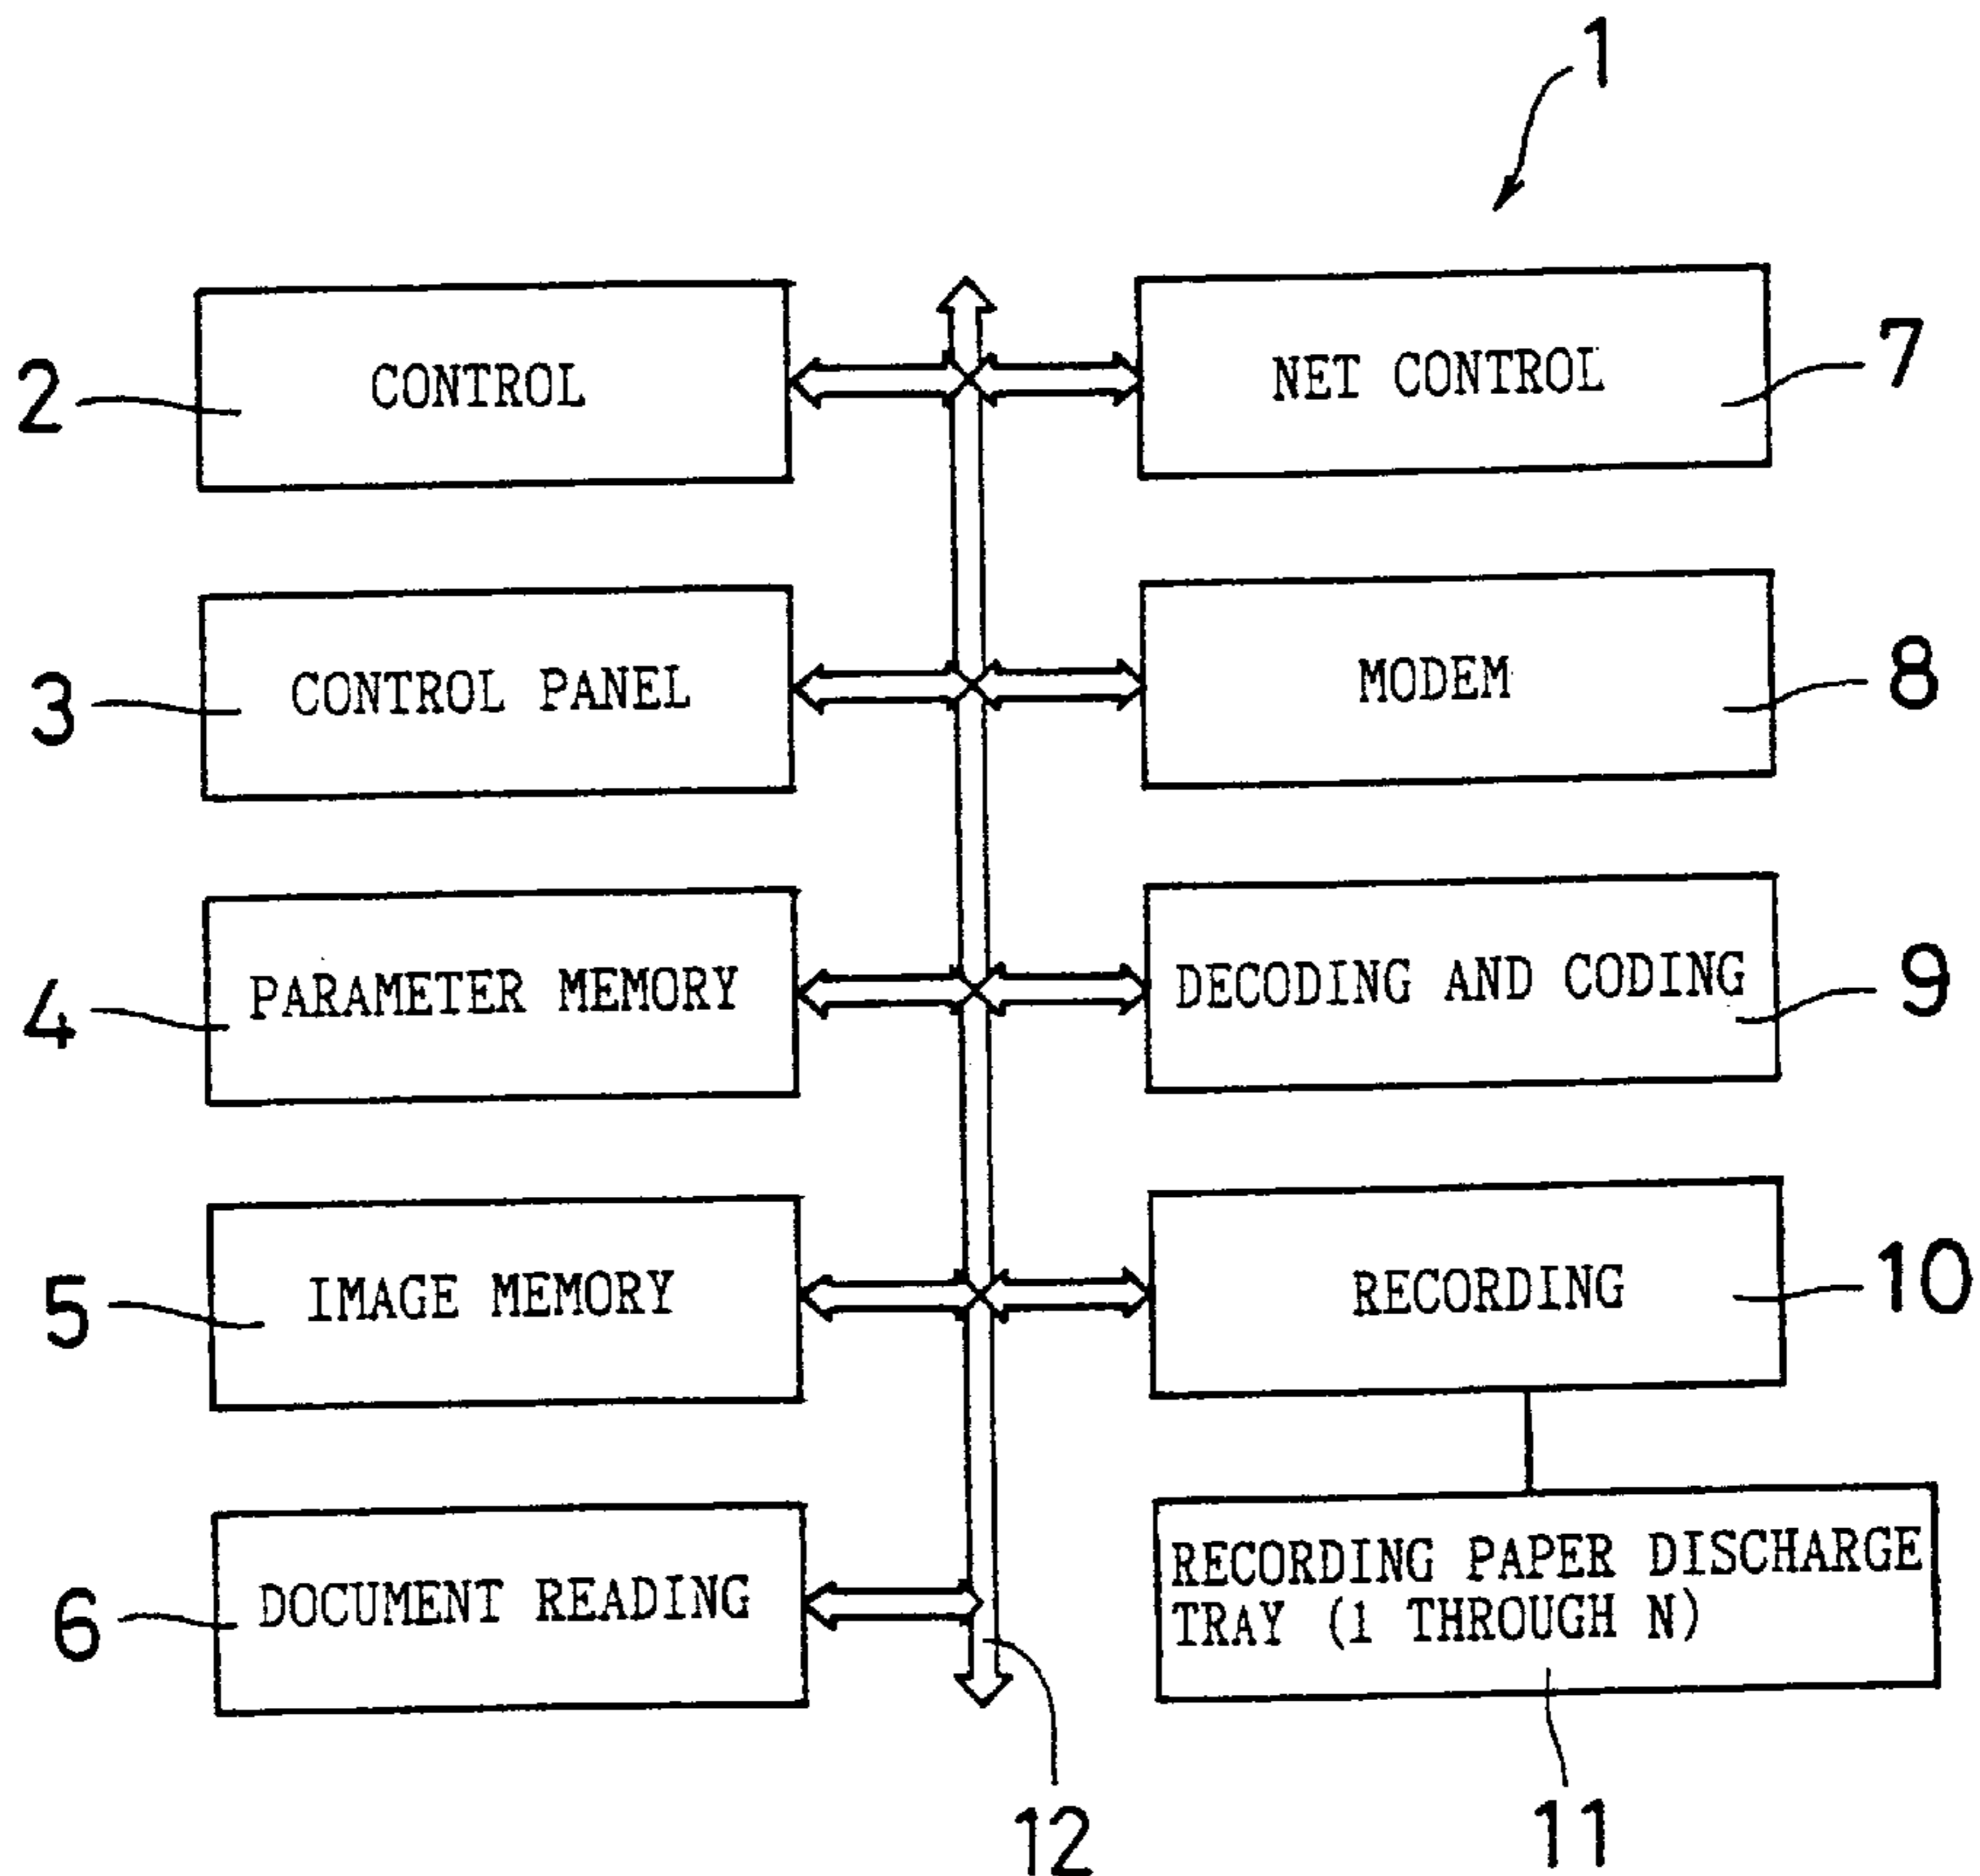 1
2
CONTROL
NET CONTROL
7
3
CONTROL PANEL
MODEM
8
4
PARAMETER MEMORY
DECODING AND CODING
9
5
IMAGE MEMORY
RECORDING
10
6
DOCUMENT READING
RECORDING PAPER DISCHARGE
TRAY (1 THROUGH N)
12
11